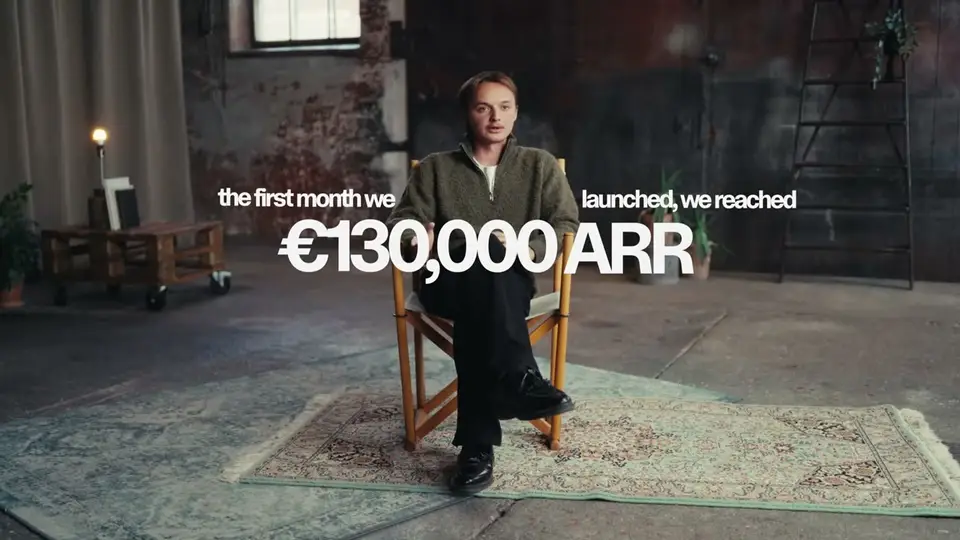 the first month we launched, we reached
€130,000 ARR